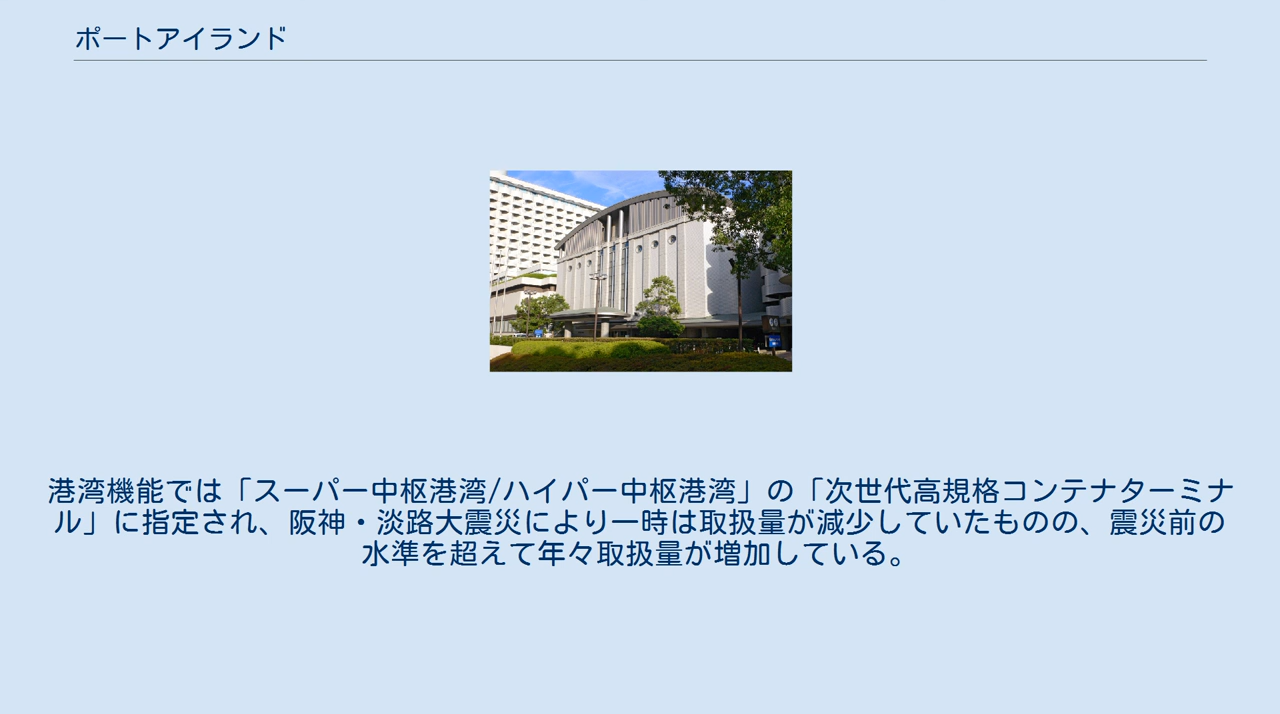 ポートアイランド
港湾機能では「スーパー中枢港湾/ハイパー中枢港湾」の「次世代高規格コンテナターミナ
ル」に指定され、阪神・淡路大震災により一時は取扱量が減少していたものの、震災前の
水準を超えて年々取扱量が増加している。